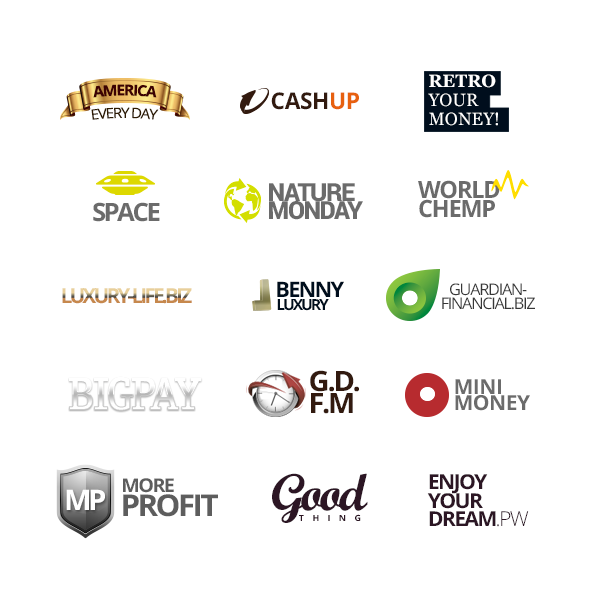 AMERICA
EVERY DAY
CASHUP
RETRO
YOUR
MONEY!
SPACE
NATURE
MONDAY
WORLD
CHEMP
LUXURY-LIFE.BIZ
BENNY
LUXURY
GUARDIAN-
FINANCIAL.BIZ
BIGPAY
G.D.
F.M
MINI
MONEY
MP
MORE
PROFIT
Good
THING
ENJOY
YOUR
DREAM.PW